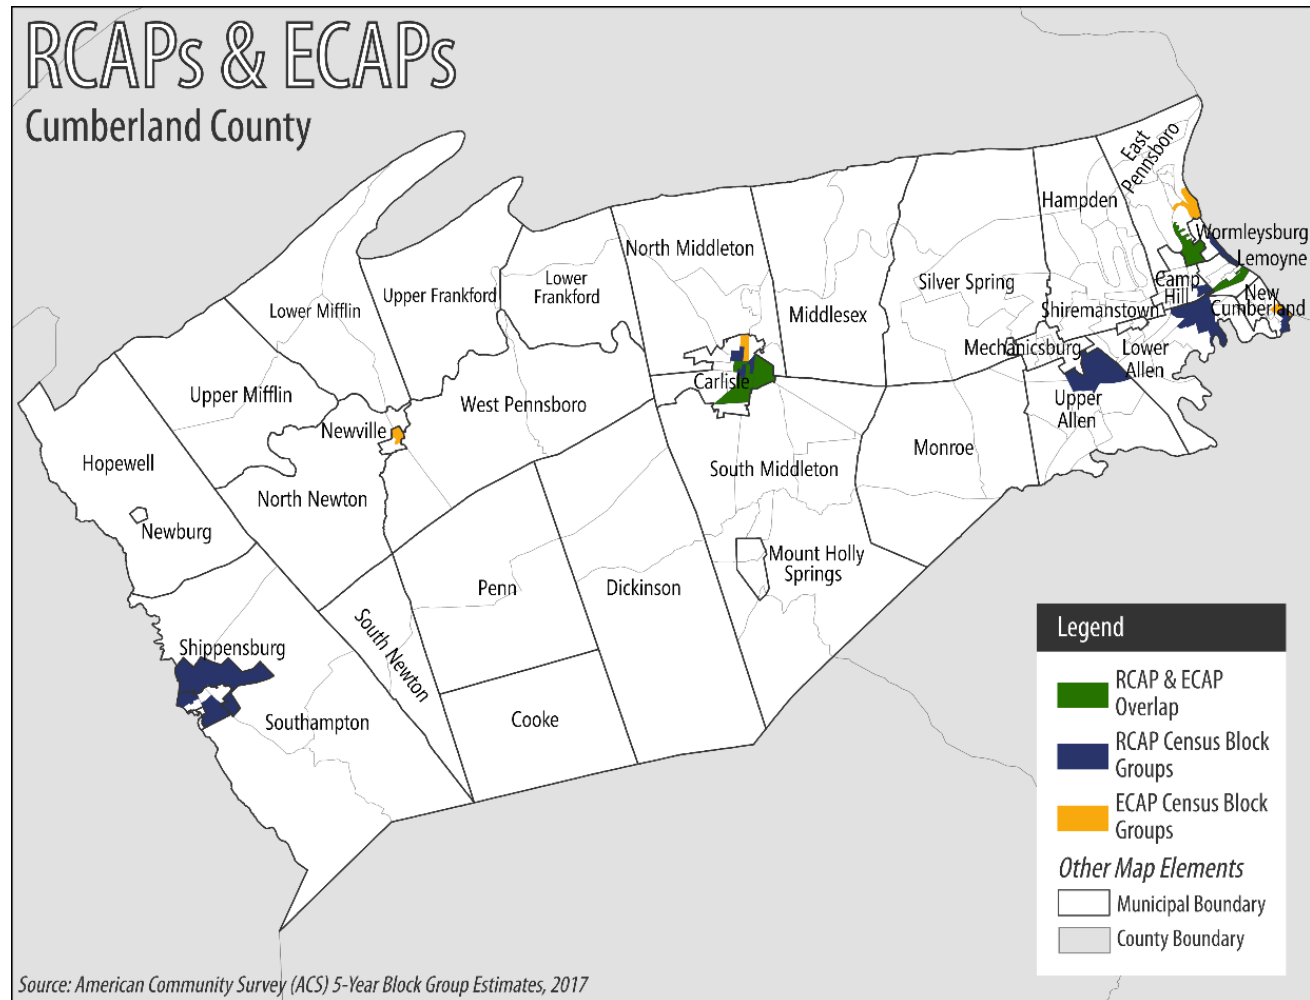 RCAPs & ECAPs
Cumberland County
East
Pennsboro
Hampden
Wormleysburg
North Middleton
Lemoyne
Lower
Frankford
Silver Spring
Camp
Hill
New
Cumberland
Upper Frankford
Lower Mifflin
Middlesex
Shiremanstown
Mechanicsburg
Lower
Allen
Carlisle
Upper Mifflin
West Pennsboro
Upper
Allen
Newville
Monroe
Hopewell
South Middleton
North Newton
Newburg
Mount Holly
Springs
Penn
Dickinson
South Newton
Shippensburg
Southampton
Cooke
Legend
RCAP & ECAP
Overlap
RCAP Census Block
Groups
ECAP Census Block
Groups
Other Map Elements
Municipal Boundary
County Boundary
Source: American Community Survey (ACS) 5-Year Block Group Estimates, 2017